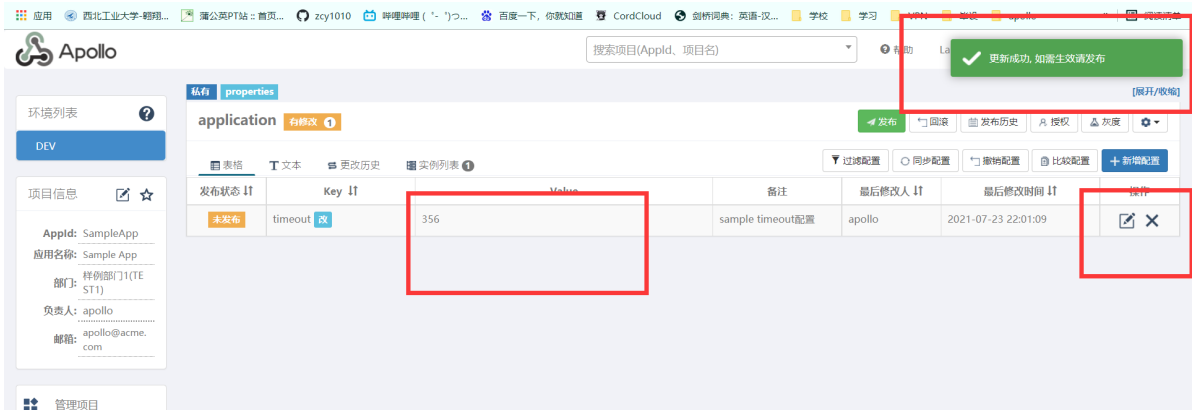 应用 西北工业大学-翱翔... 蒲公英PT站 :: 首页... zcy1010 哔哩哔哩 ( ゜- ゜)つ... 百度一下，你就知道 CordCloud 剑桥词典：英语-汉... 学校 学习 VPN apollo 阅读清单
Apollo
搜索项目(AppId、项目名)
帮助
更新成功, 如需生效请发布
私有 properties
[展开/收缩]
环境列表
application 有修改 1
发布 回滚 发布历史 授权 灰度
DEV
表格 文本 更改历史 实例列表 1
过滤配置 同步配置 撤销配置 比较配置 新增配置
项目信息
发布状态 Key Value 备注 最后修改人 最后修改时间 操作
未发布 timeout 改 356 sample timeout配置 apollo 2021-07-23 22:01:09
AppId: SampleApp
应用名称: Sample App
部门: 样例部门1(TE
ST1)
负责人: apollo
邮箱: apollo@acme.
com
管理项目